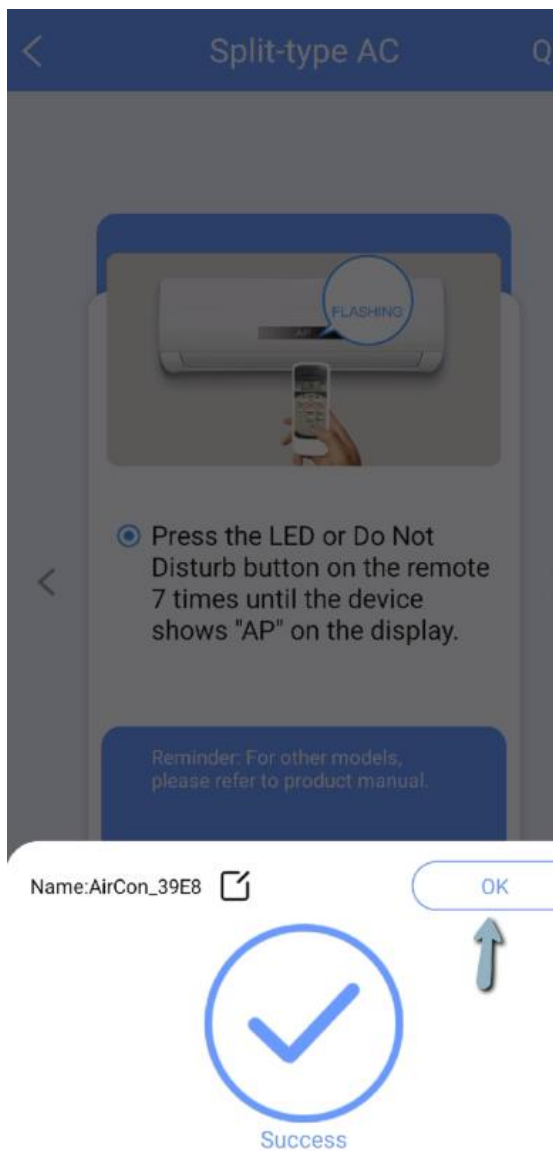 Split-type AC
Q
FLASHING
AP
Press the LED or Do Not
Disturb button on the remote
7 times until the device
shows "AP" on the display.
Reminder: For other models,
please refer to product manual.
Name:AirCon_39E8
OK
Success